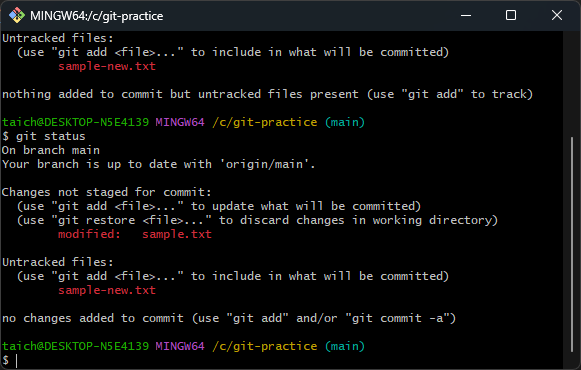 MINGW64:/c/git-practice
Untracked files:
  (use "git add <file>..." to include in what will be committed)
        sample-new.txt

nothing added to commit but untracked files present (use "git add" to track)

taich@DESKTOP-N5E4139 MINGW64 /c/git-practice (main)
$ git status
On branch main
Your branch is up to date with 'origin/main'.

Changes not staged for commit:
  (use "git add <file>..." to update what will be committed)
  (use "git restore <file>..." to discard changes in working directory)
        modified:   sample.txt

Untracked files:
  (use "git add <file>..." to include in what will be committed)
        sample-new.txt

no changes added to commit (use "git add" and/or "git commit -a")

taich@DESKTOP-N5E4139 MINGW64 /c/git-practice (main)
$